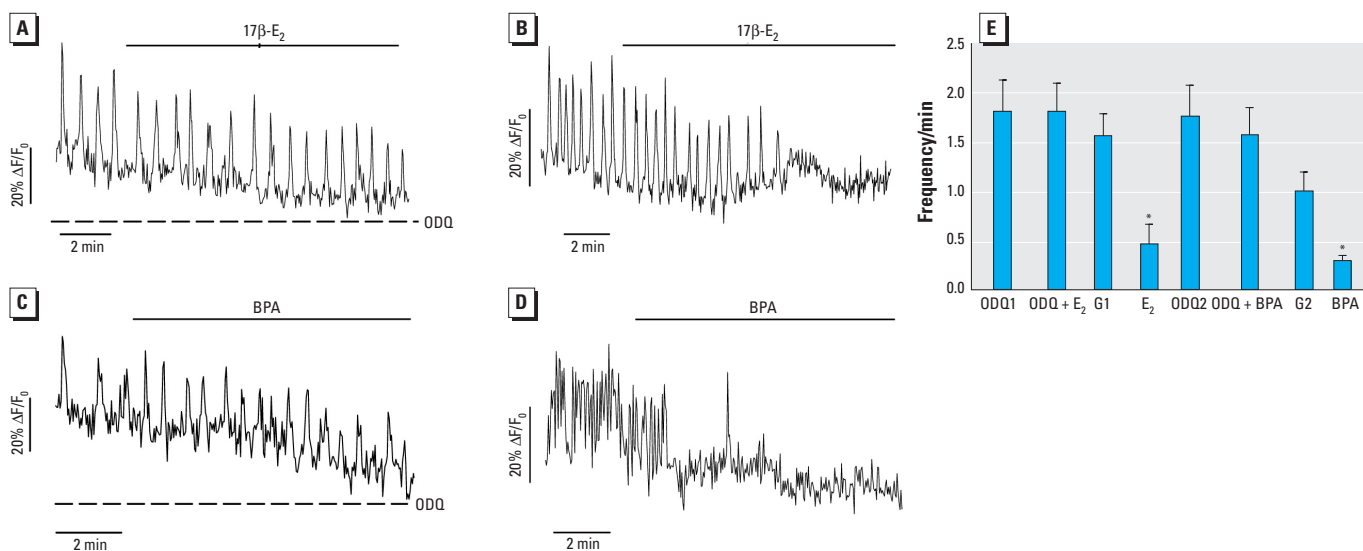 A
17β-E₂
20% ΔF/F₀
ODQ
2 min
B
17β-E₂
20% ΔF/F₀
2 min
C
BPA
20% ΔF/F₀
ODQ
2 min
D
BPA
20% ΔF/F₀
2 min
E
Frequency/min
2.5
2.0
1.5
1.0
0.5
0.0
*
*
ODQ1 ODQ + E₂ G1 E₂ ODQ2 ODQ + BPA G2 BPA